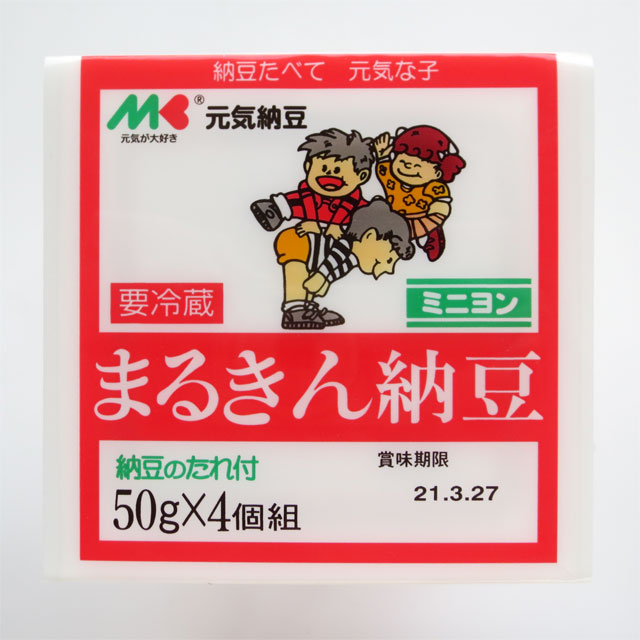 納豆たべて 元気な子
MK® 元気納豆
元気が大好き
要冷蔵
ミニヨン
まるきん納豆
納豆のたれ付
50g×4個組
賞味期限
21.3.27